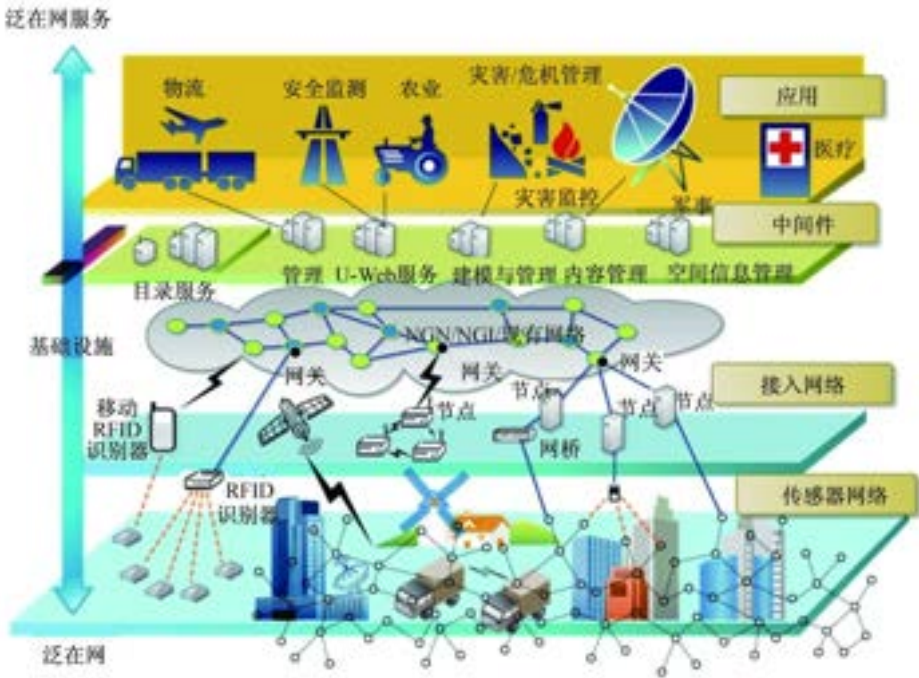 泛在网服务
物流
安全监测
农业
灾害/危机管理
应用
医疗
灾害监控
军事
中间件
目录服务
管理
U-Web服务
建模与管理
内容管理
空间信息管理
基础设施
NGN/NGI/现有网络
网关
网关
网关
接入网络
移动
RFID
识别器
节点
节点
节点
节点
网桥
RFID
识别器
传感器网络
泛在网